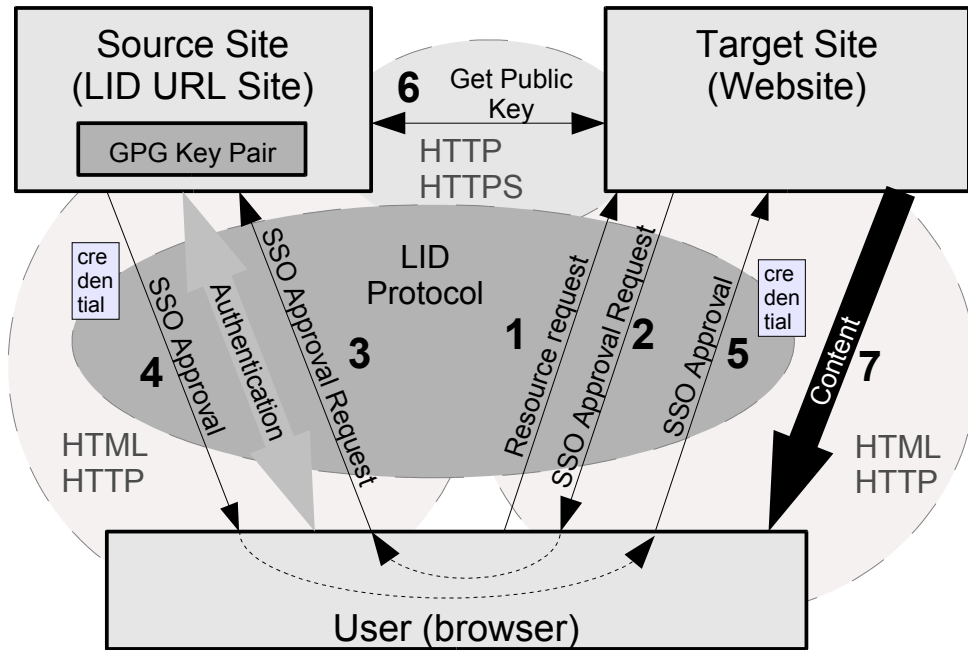 Source Site
(LID URL Site)
GPG Key Pair
6
Get Public
Key
HTTP
HTTPS
Target Site
(Website)
LID
Protocol
cre
den
tial
SSO Approval
4
Authentication
SSO Approval Request
3
1
Resource request
SSO Approval Request
2
SSO Approval
5
cre
den
tial
Content
7
HTML
HTTP
HTML
HTTP
User (browser)